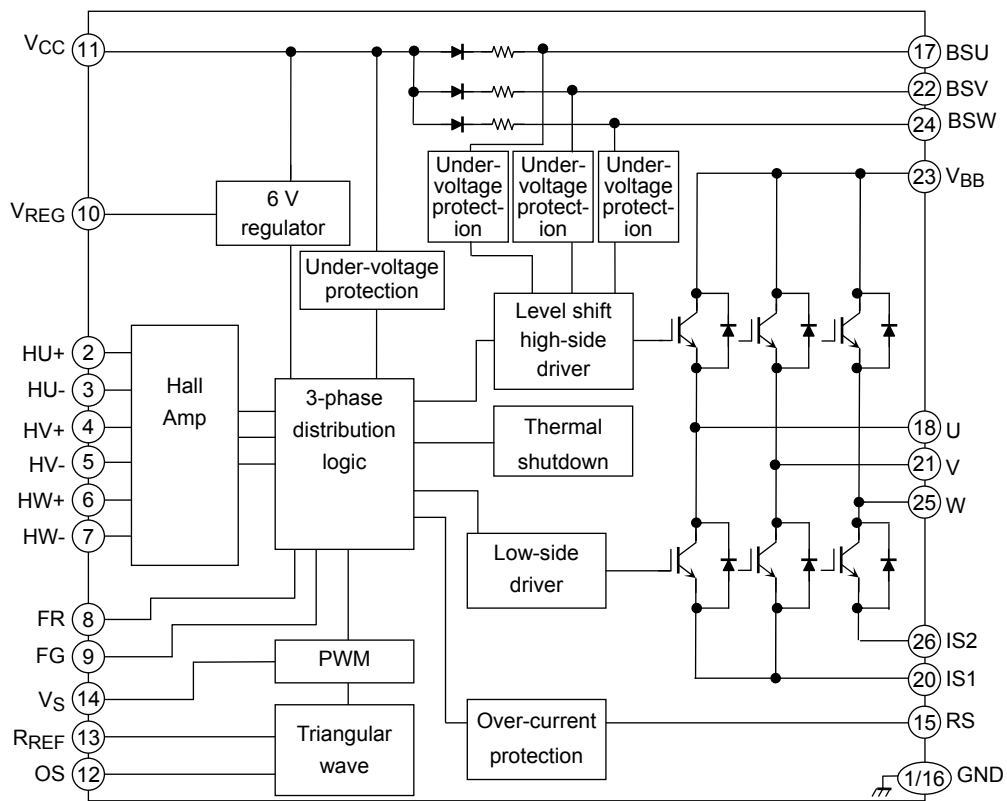 VCC 11
17 BSU
22 BSV
24 BSW
23 VBB
Under-
voltage
protect-
ion
Under-
voltage
protect-
ion
Under-
voltage
protect-
ion
VREG 10
6 V
regulator
Under-voltage
protection
Level shift
high-side
driver
HU+ 2
HU- 3
HV+ 4
HV- 5
HW+ 6
HW- 7
Hall
Amp
3-phase
distribution
logic
Thermal
shutdown
18 U
21 V
25 W
Low-side
driver
FR 8
FG 9
VS 14
RREF 13
OS 12
PWM
Triangular
wave
Over-current
protection
26 IS2
20 IS1
15 RS
1/16 GND